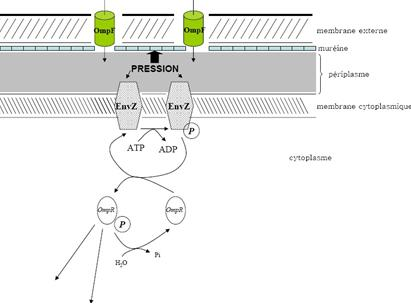 OmpF OmpF
membrane externe
muréine
PRESSION
périplasme
EnvZ EnvZ
membrane cytoplasmique
P
ATP ADP
cytoplasme
OmpR OmpR
P
H2O Pi